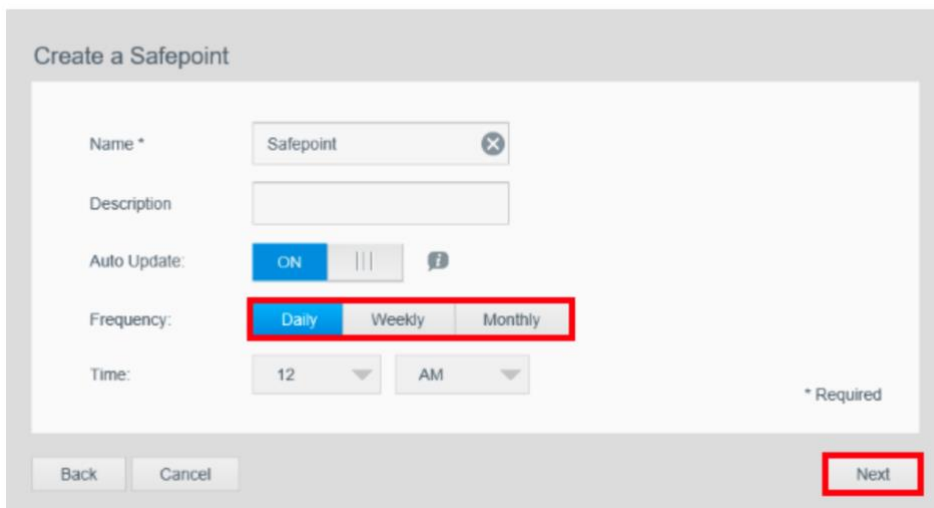 Create a Safepoint
Name * Safepoint
Description
Auto Update: ON
Frequency: Daily Weekly Monthly
Time: 12 AM
* Required
Back Cancel Next